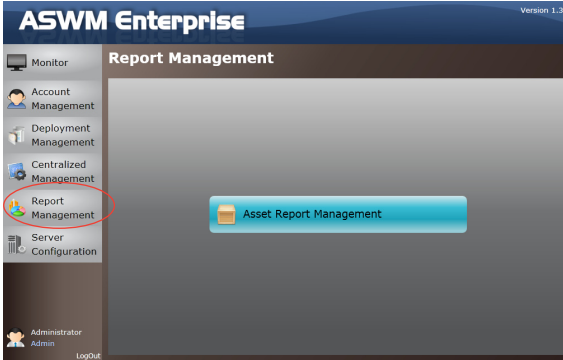 ASWM Enterprise
Version 1.3
Monitor
Account
Management
Deployment
Management
Centralized
Management
Report
Management
Server
Configuration
Administrator
Admin
LogOut
Report Management
Asset Report Management